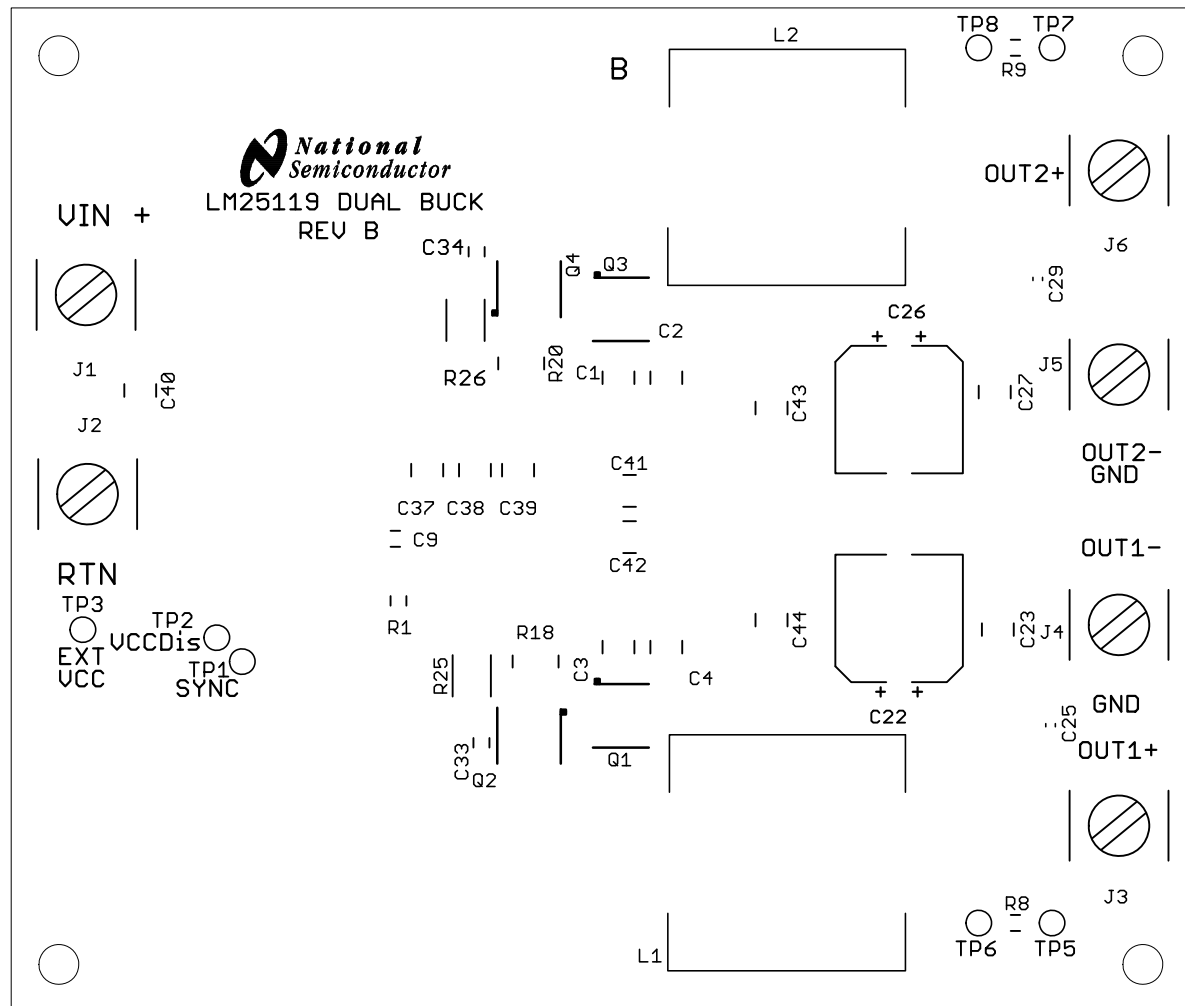 TP8
TP7
L2
B
R9
National
Semiconductor
LM25119 DUAL BUCK
REV B
VIN +
OUT2+
J6
C34
Q4
Q3
C29
C26
+ +
C2
J1
R26
R20
C1
J5
C40
C43
C27
J2
C41
OUT2-
GND
C37
C38
C39
C9
OUT1-
C42
RTN
TP3
TP2
VCCDis
EXT
VCC
TP1
SYNC
R1
R18
C44
C23
J4
R25
C3
C4
+ +
C22
GND
C25
OUT1+
C33
Q2
Q1
J3
R8
L1
TP6
TP5